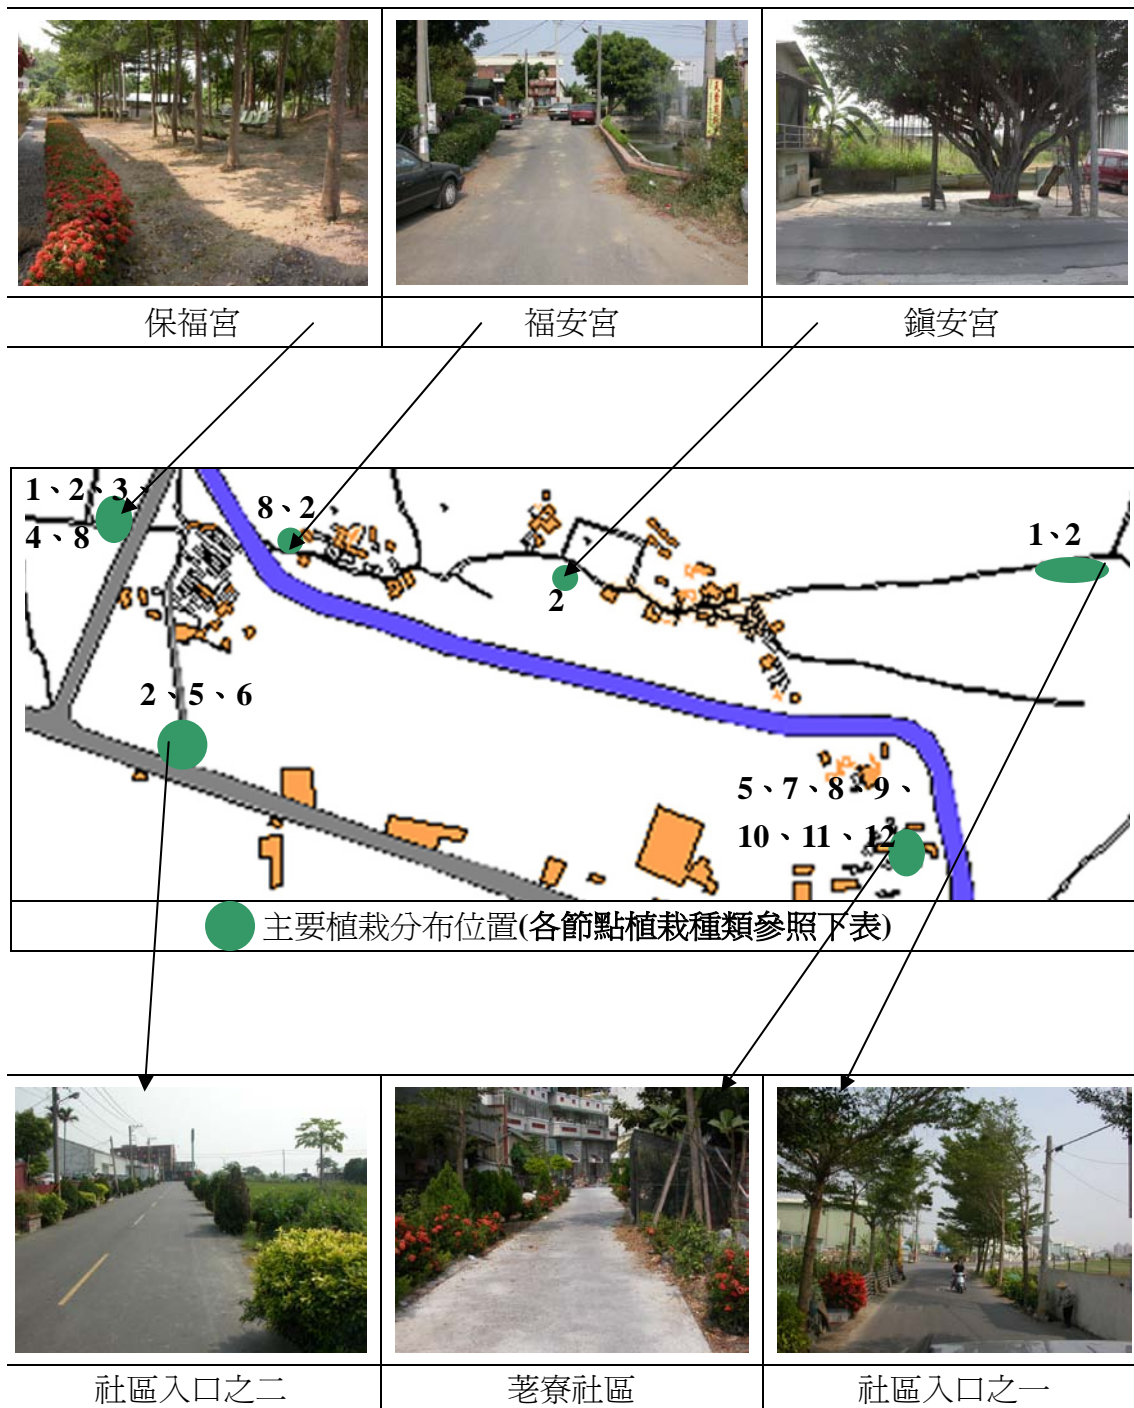 保福宮
福安宮
鎮安宮
1、2、3、
4、8
8、2
2
1、2
2、5、6
5、7、8、9、
10、11、12
主要植栽分布位置(各節點植栽種類參照下表)
社區入口之二
荖寮社區
社區入口之一